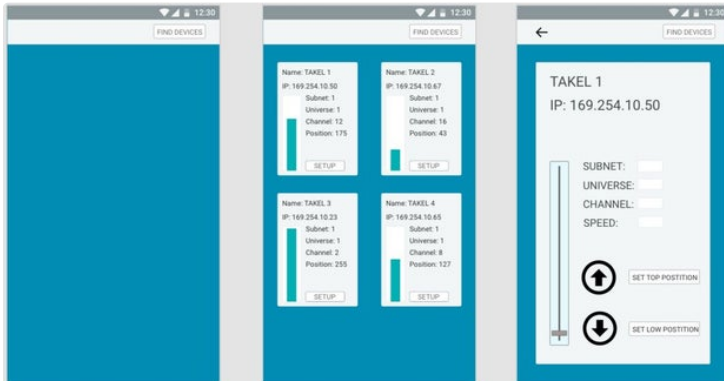 12:30
FIND DEVICES
12:30
FIND DEVICES
Name: TAKEL 1
IP: 169.254.10.50
Subnet: 1
Universe: 1
Channel: 12
Position: 175
SETUP
Name: TAKEL 2
IP: 169.254.10.67
Subnet: 1
Universe: 1
Channel: 16
Position: 43
SETUP
Name: TAKEL 3
IP: 169.254.10.23
Subnet: 1
Universe: 1
Channel: 2
Position: 255
SETUP
Name: TAKEL 4
IP: 169.254.10.65
Subnet: 1
Universe: 1
Channel: 8
Position: 127
SETUP
12:30
FIND DEVICES
TAKEL 1
IP: 169.254.10.50
SUBNET:
UNIVERSE:
CHANNEL:
SPEED:
SET TOP POSTITION
SET LOW POSTITION